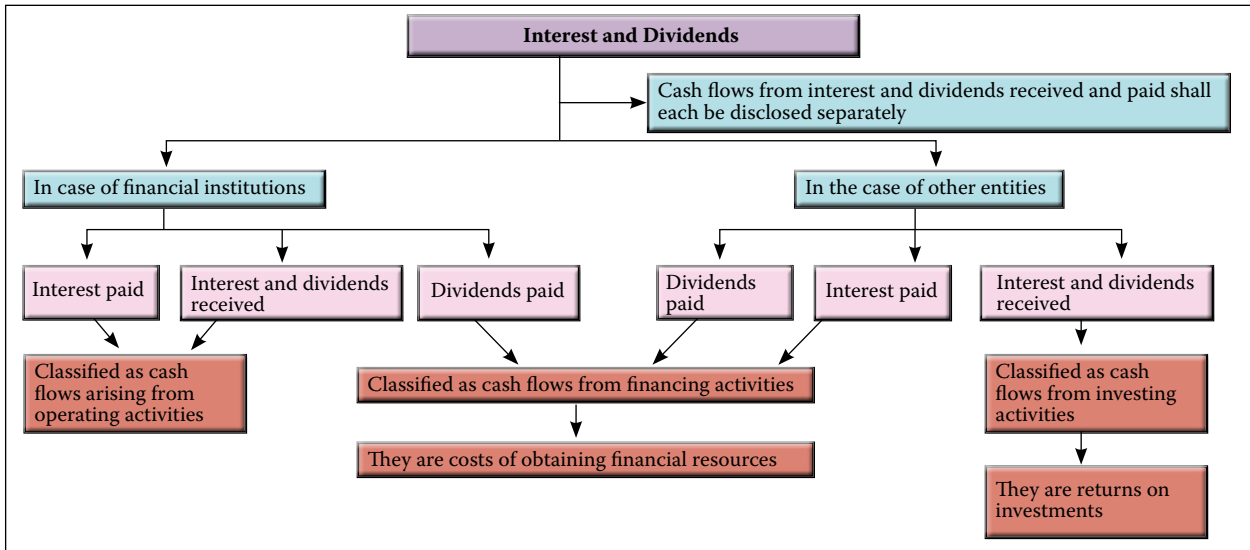 Interest and Dividends
Cash flows from interest and dividends received and paid shall
each be disclosed separately
In case of financial institutions
In the case of other entities
Interest paid
Interest and dividends
received
Dividends paid
Dividends
paid
Interest paid
Interest and dividends
received
Classified as cash
flows arising from
operating activities
Classified as cash flows from financing activities
Classified as cash
flows from investing
activities
They are costs of obtaining financial resources
They are returns on
investments